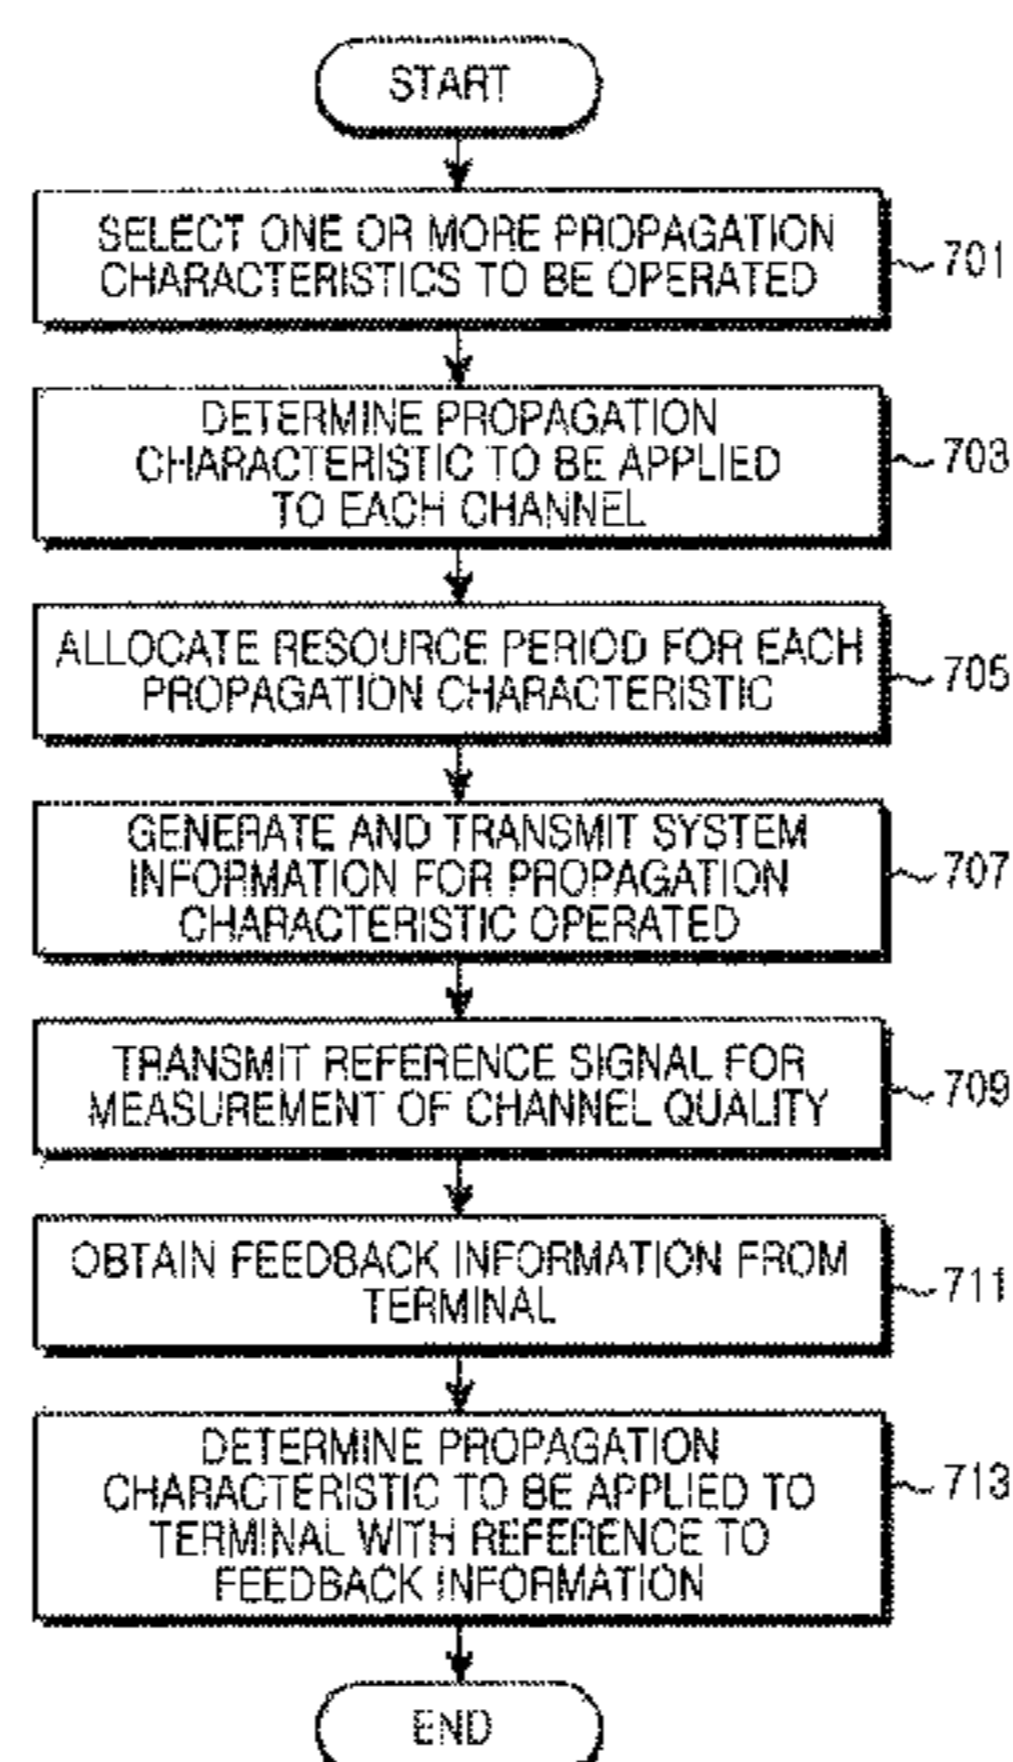 START
SELECT ONE OR MORE PROPAGATION
CHARACTERISTICS TO BE OPERATED
701
DETERMINE PROPAGATION
CHARACTERISTIC TO BE APPLIED
TO EACH CHANNEL
703
ALLOCATE RESOURCE PERIOD FOR EACH
PROPAGATION CHARACTERISTIC
705
GENERATE AND TRANSMIT SYSTEM
INFORMATION FOR PROPAGATION
CHARACTERISTIC OPERATED
707
TRANSMIT REFERENCE SIGNAL FOR
MEASUREMENT OF CHANNEL QUALITY
709
OBTAIN FEEDBACK INFORMATION FROM
TERMINAL
711
DETERMINE PROPAGATION
CHARACTERISTIC TO BE APPLIED TO
TERMINAL WITH REFERENCE TO
FEEDBACK INFORMATION
713
END